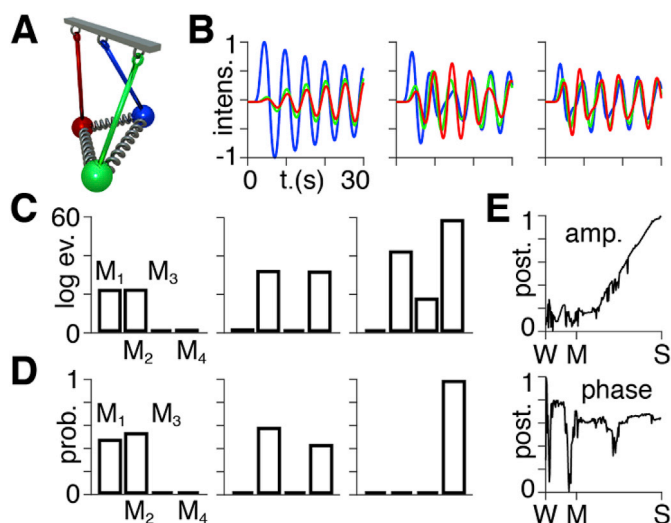 A
B
1
intens.
-1
0 t.(s) 30
C
60
log ev.
0
M1 M3
M2 M4
D
1
prob.
0
M1 M3
M2 M4
E
1
post.
0
amp.
W M S
1
post.
0
phase
W M S